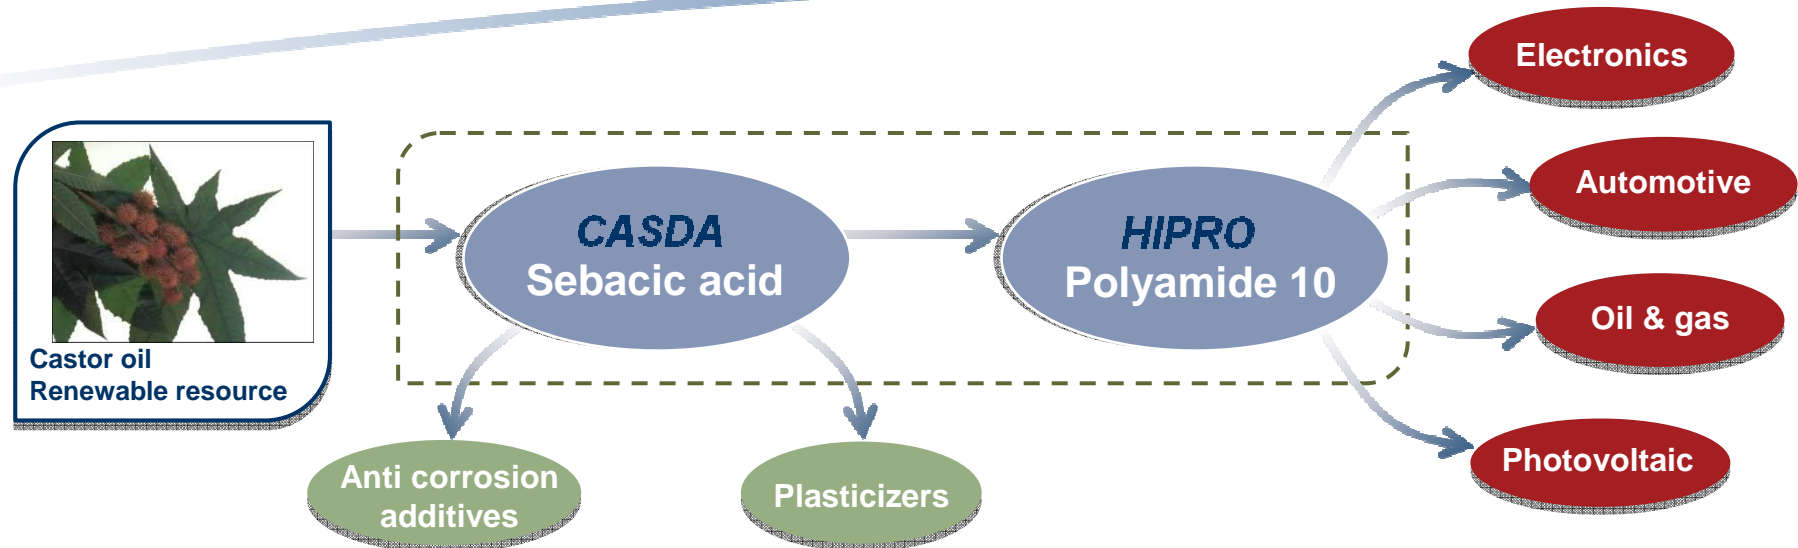 Castor oil
Renewable resource
CASDA
Sebacic acid
HIPRO
Polyamide 10
Anti corrosion
additives
Plasticizers
Electronics
Automotive
Oil & gas
Photovoltaic